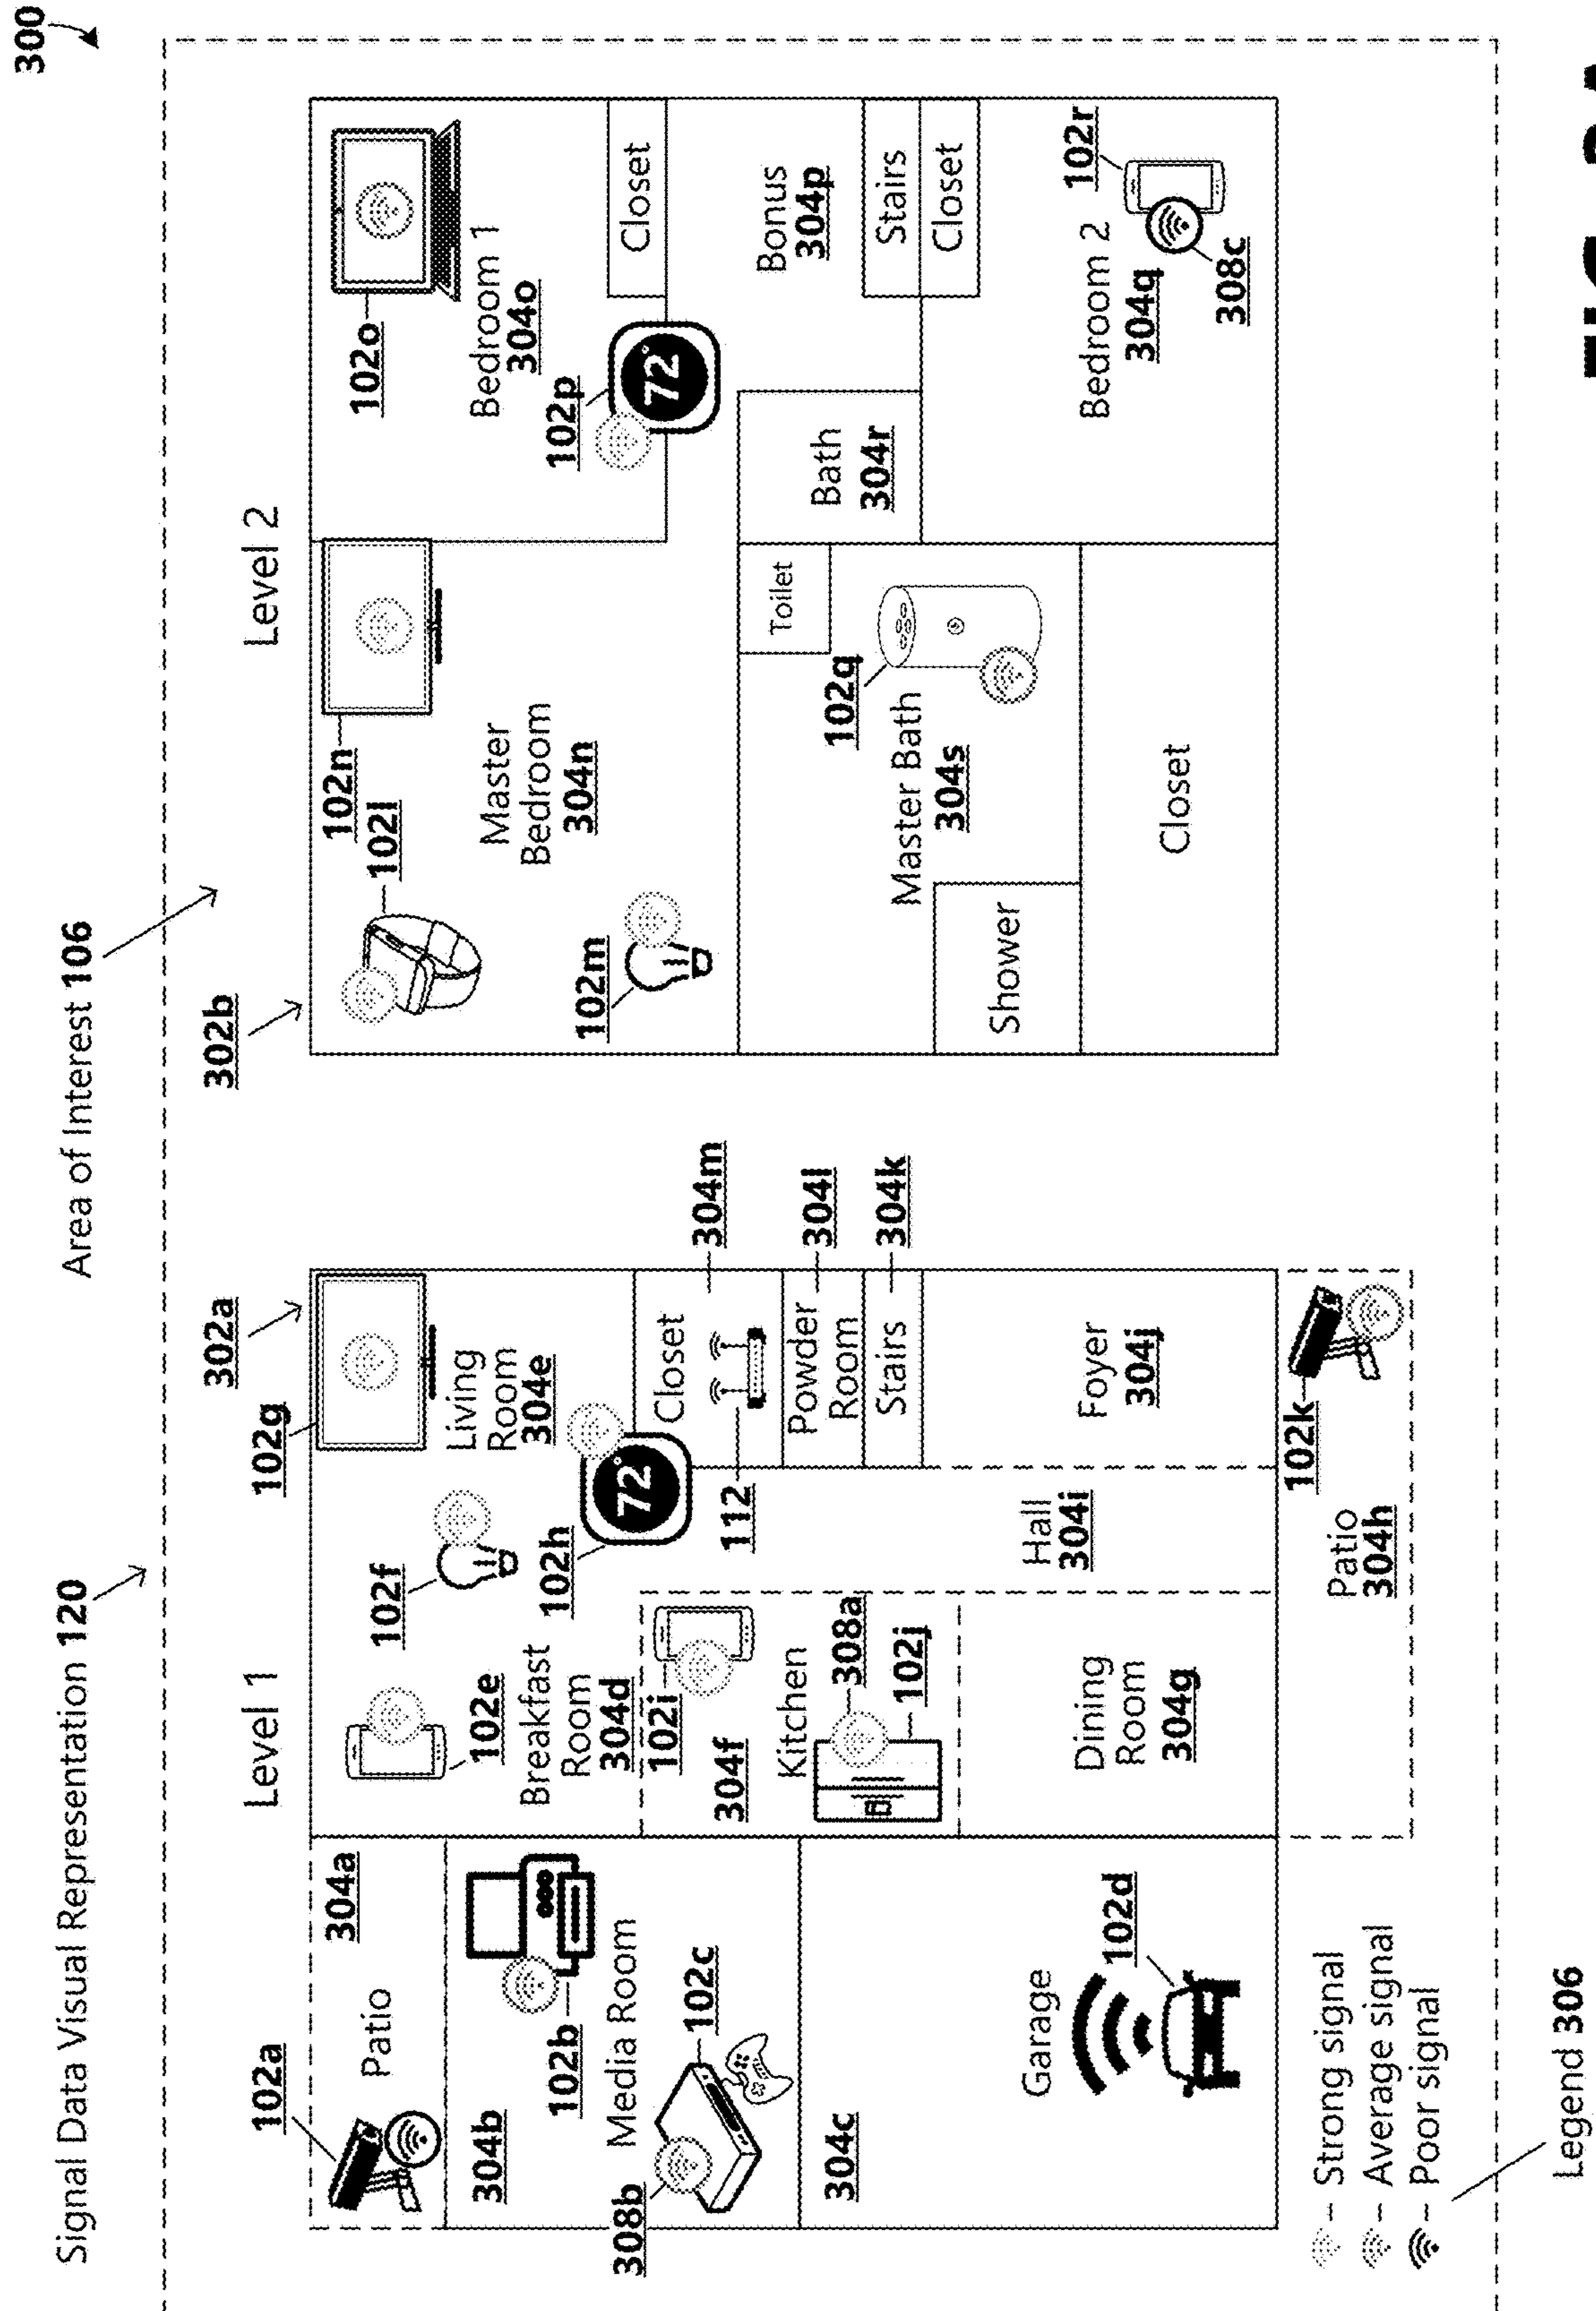 300
Signal Data Visual Representation 120
Area of Interest 106
Level 1
302a
Level 2
302b
102a
Patio
304a
304b
102b
Media Room
308b
102c
304c
Garage
102d
102e
Breakfast
Room
304d
102f
102g
Living
Room
304e
102h
102i
304f
Kitchen
308a
102j
Closet
304m
112
Powder
Room
304l
Stairs
304k
Dining
Room
304g
Hall
304i
Foyer
304j
Patio
304h
102k
102l
102n
Master
Bedroom
304n
102m
102o
Bedroom 1
304o
102p
72°
72°
Closet
Bonus
304p
Stairs
Closet
Bath
304r
Toilet
102q
Master Bath
304s
Shower
Closet
Bedroom 2
304q
102r
308c
- Strong signal
- Average signal
- Poor signal
Legend 306